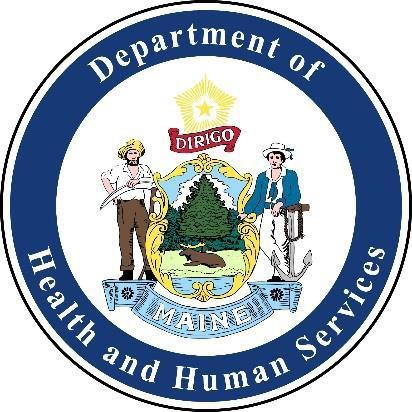 Department of
DIRIGO
MAINE
Health and Human Services